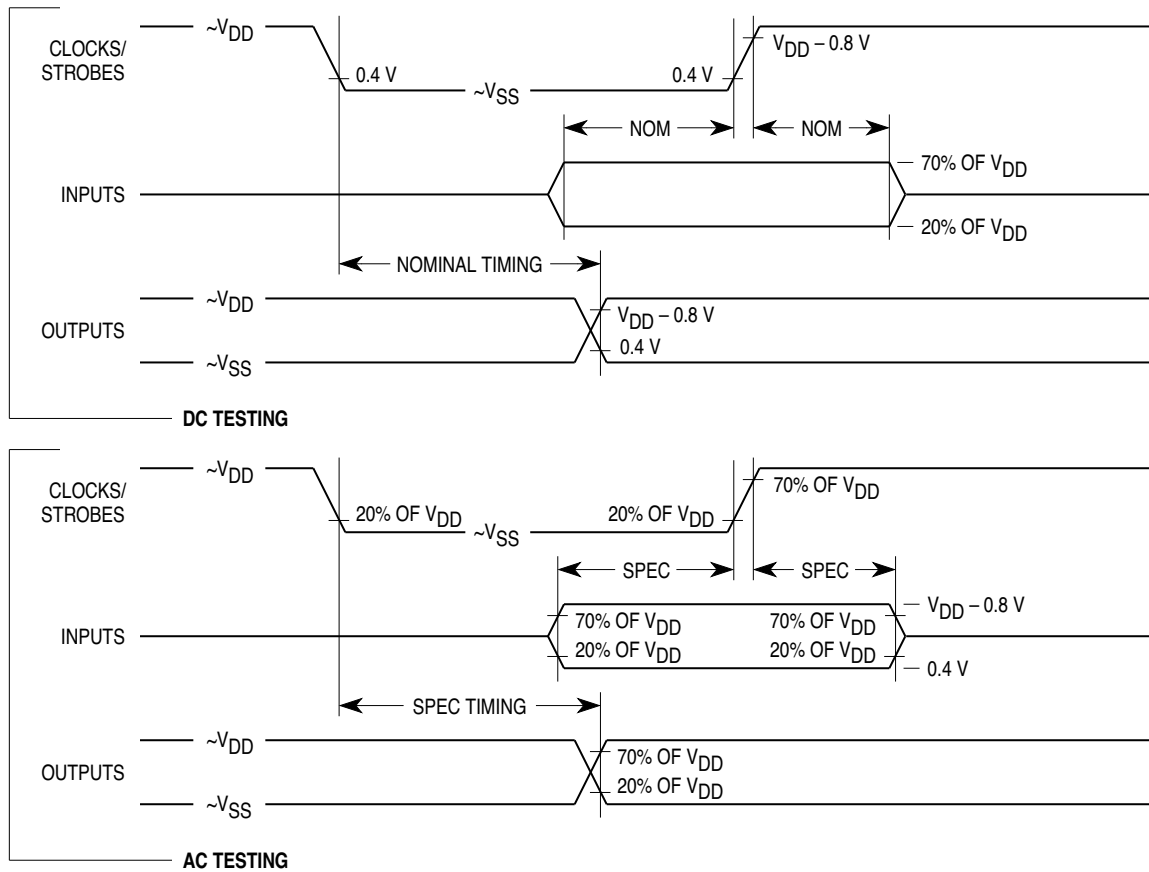 ~VDD
CLOCKS/
STROBES
0.4 V
~VSS
0.4 V
VDD – 0.8 V
NOM
NOM
INPUTS
70% OF VDD
20% OF VDD
NOMINAL TIMING
~VDD
OUTPUTS
~VSS
VDD – 0.8 V
0.4 V
DC TESTING
~VDD
CLOCKS/
STROBES
20% OF VDD
~VSS
20% OF VDD
70% OF VDD
SPEC
SPEC
INPUTS
70% OF VDD
20% OF VDD
70% OF VDD
20% OF VDD
VDD – 0.8 V
0.4 V
SPEC TIMING
~VDD
OUTPUTS
~VSS
70% OF VDD
20% OF VDD
AC TESTING